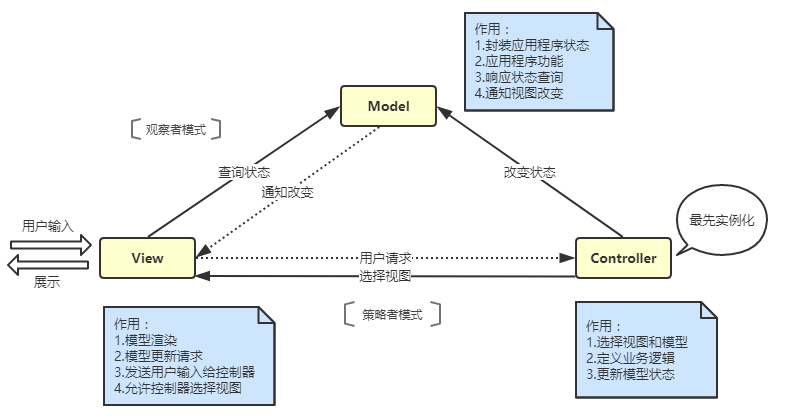 作用：
1.封装应用程序状态
2.应用程序功能
3.响应状态查询
4.通知视图改变
Model
观察者模式
查询状态
通知改变
改变状态
最先实例化
用户输入
展示
View
用户请求
选择视图
Controller
策略者模式
作用：
1.模型渲染
2.模型更新请求
3.发送用户输入给控制器
4.允许控制器选择视图
作用：
1.选择视图和模型
2.定义业务逻辑
3.更新模型状态